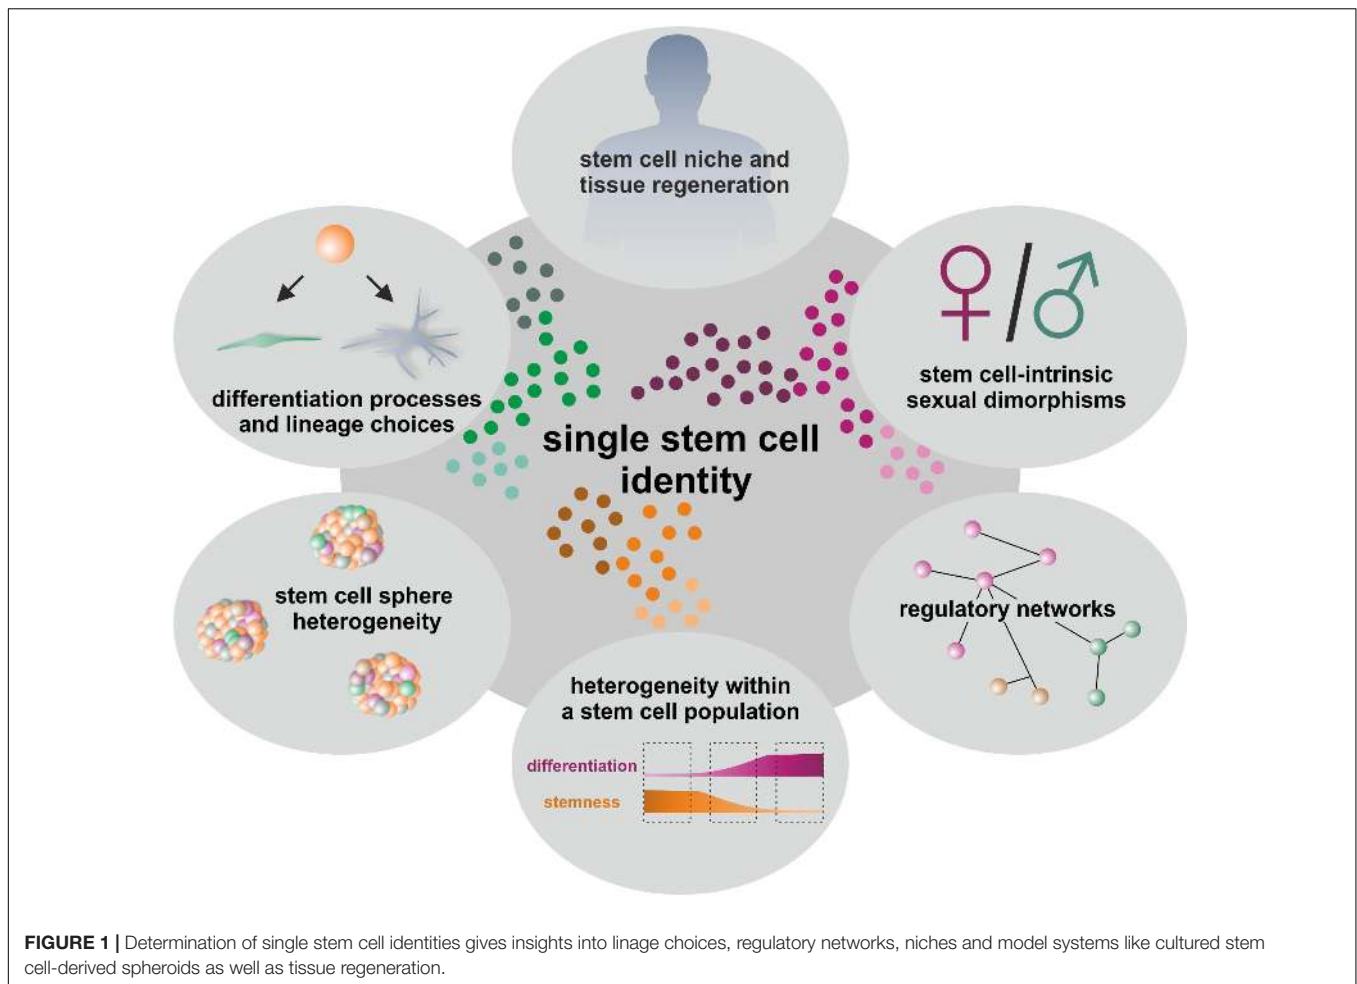 stem cell niche and
tissue regeneration
differentiation processes
and lineage choices
stem cell-intrinsic
sexual dimorphisms
single stem cell
identity
stem cell sphere
heterogeneity
regulatory networks
heterogeneity within
a stem cell population
differentiation
stemness
FIGURE 1 | Determination of single stem cell identities gives insights into linage choices, regulatory networks, niches and model systems like cultured stem
cell-derived spheroids as well as tissue regeneration.